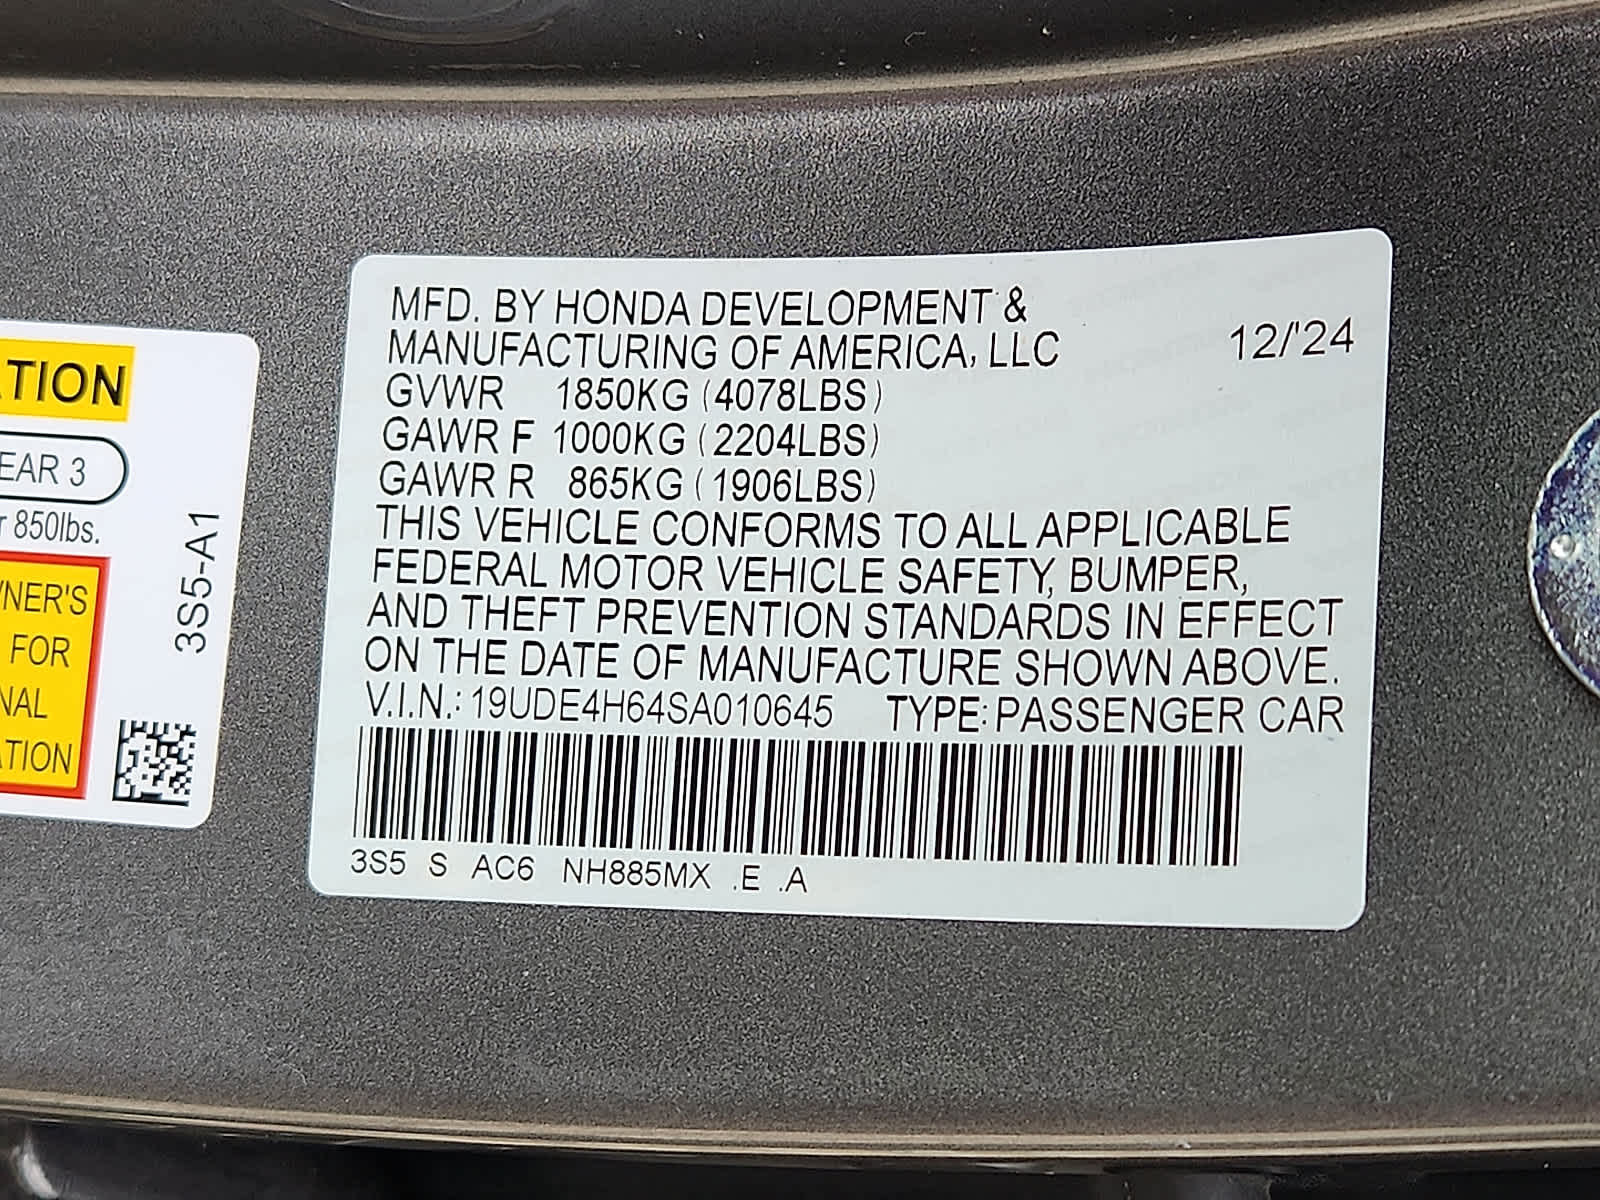 MFD. BY HONDA DEVELOPMENT &
MANUFACTURING OF AMERICA, LLC 12/'24
GVWR 1850KG (4078LBS)
GAWR F 1000KG (2204LBS)
GAWR R 865KG (1906LBS)
THIS VEHICLE CONFORMS TO ALL APPLICABLE
FEDERAL MOTOR VEHICLE SAFETY, BUMPER,
AND THEFT PREVENTION STANDARDS IN EFFECT
ON THE DATE OF MANUFACTURE SHOWN ABOVE.
V.I.N.: 19UDE4H64SA010645 TYPE: PASSENGER CAR
3S5 S AC6 NH885MX .E .A
TION
EAR 3
850lbs.
NER'S
FOR
NAL
TION
3S5-A1